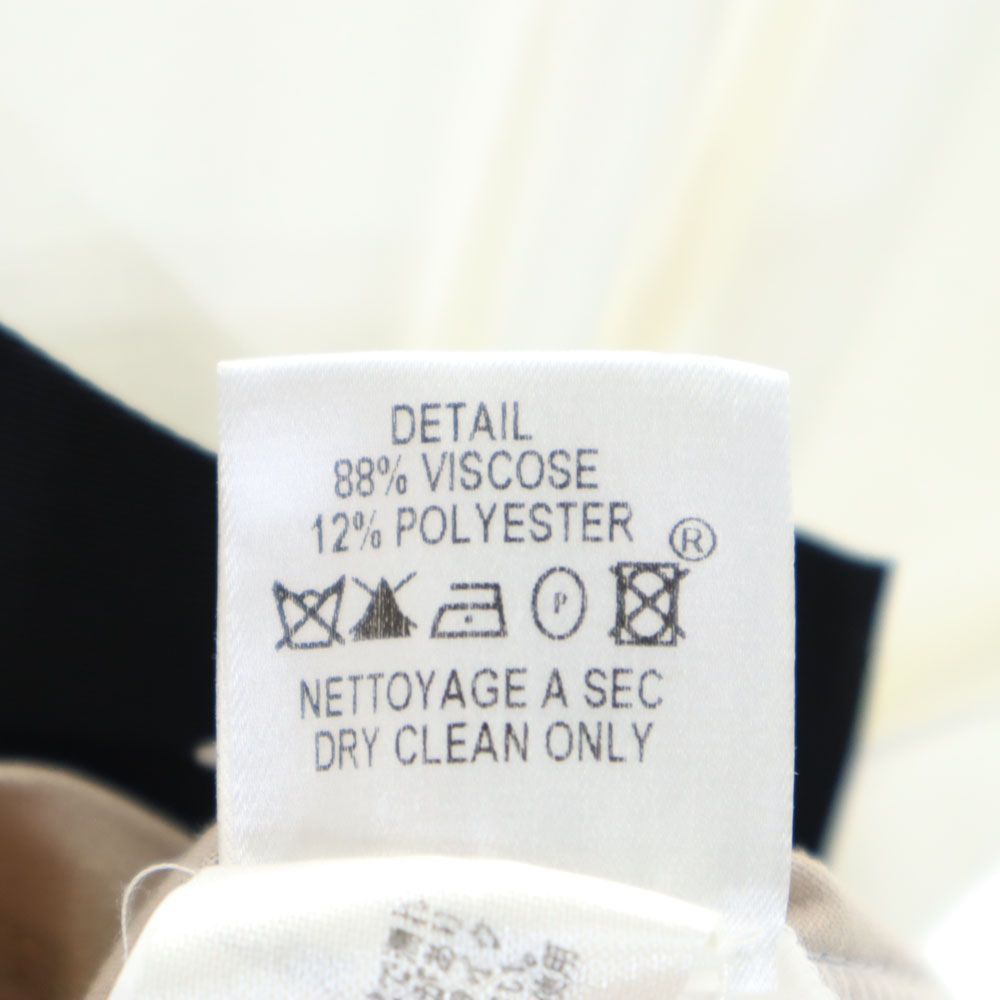 DETAIL
88% VISCOSE
12% POLYESTER
®
P
NETTOYAGE A SEC
DRY CLEAN ONLY